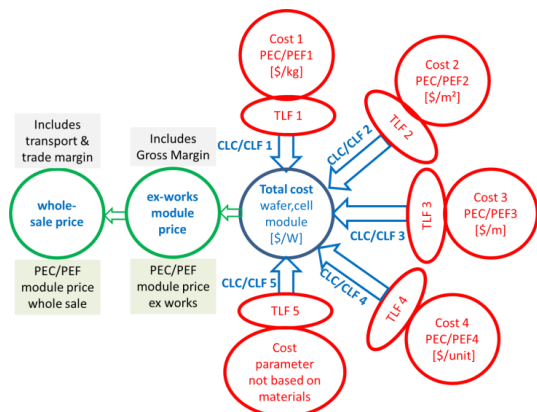 Cost 1
PEC/PEF1
[$/kg]
TLF 1
CLC/CLF 1
Cost 2
PEC/PEF2
[$/m²]
TLF 2
CLC/CLF 2
Includes
transport &
trade margin
Includes
Gross Margin
whole-
sale price
ex-works
module
price
Total cost
wafer,cell
module
[$/W]
TLF 3
CLC/CLF 3
Cost 3
PEC/PEF3
[$/m]
PEC/PEF
module price
whole sale
PEC/PEF
module price
ex works
CLC/CLF 5
TLF 5
Cost
parameter
not based on
materials
CLC/CLF 4
TLF 4
Cost 4
PEC/PEF4
[$/unit]